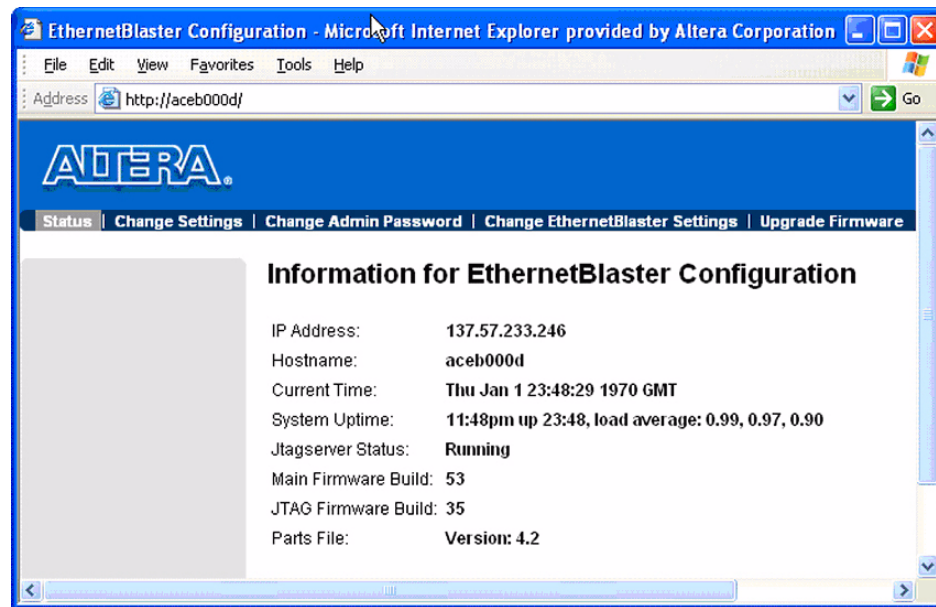 EthernetBlaster Configuration - Microsoft Internet Explorer provided by Altera Corporation
File Edit View Favorites Tools Help
Address http://aceb000d/ Go
ALTERA®
Status | Change Settings | Change Admin Password | Change EthernetBlaster Settings | Upgrade Firmware
Information for EthernetBlaster Configuration
IP Address: 137.57.233.246
Hostname: aceb000d
Current Time: Thu Jan 1 23:48:29 1970 GMT
System Uptime: 11:48pm up 23:48, load average: 0.99, 0.97, 0.90
Jtagserver Status: Running
Main Firmware Build: 53
JTAG Firmware Build: 35
Parts File: Version: 4.2